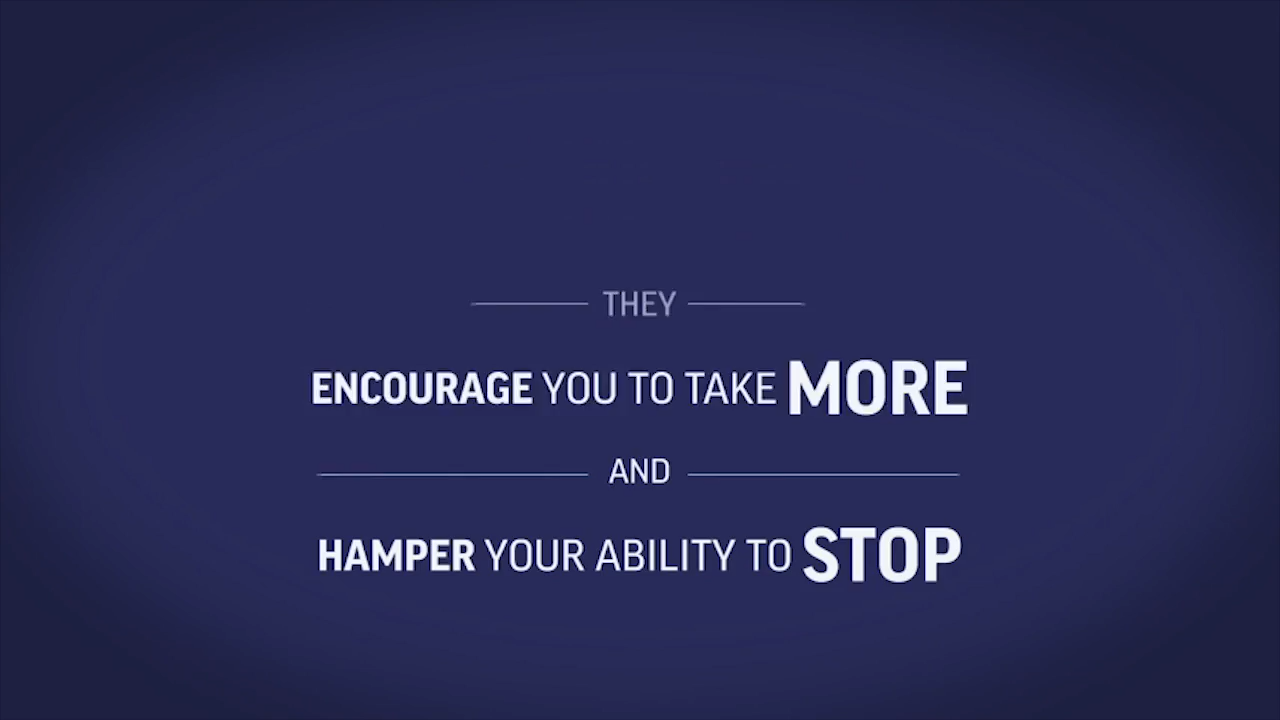 THEY
ENCOURAGE YOU TO TAKE MORE
AND
HAMPER YOUR ABILITY TO STOP